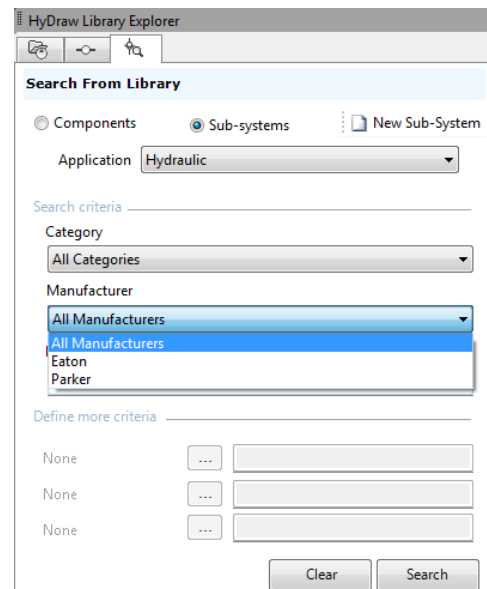 HyDraw Library Explorer
Search From Library
Components Sub-systems New Sub-System
Application Hydraulic
Search criteria
Category
All Categories
Manufacturer
All Manufacturers
All Manufacturers
Eaton
Parker
Define more criteria
None ...
None ...
None ...
Clear Search